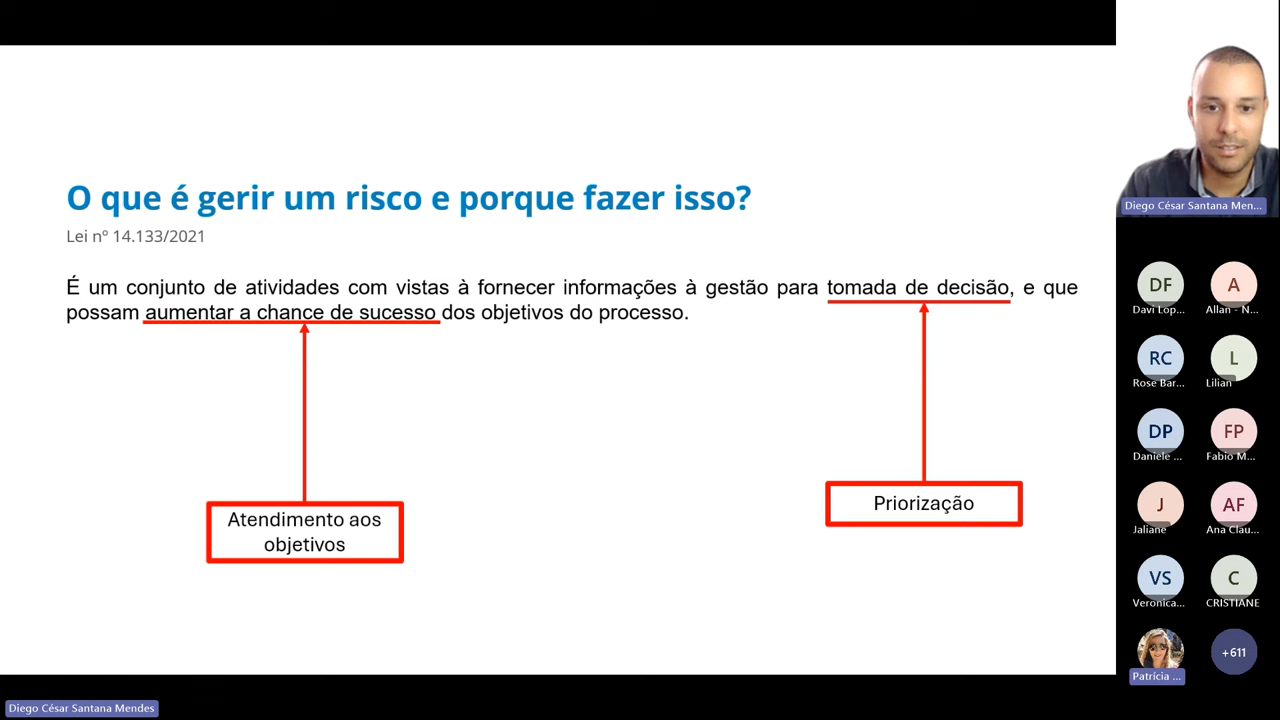 O que é gerir um risco e porque fazer isso?
Lei nº 14.133/2021
É um conjunto de atividades com vistas à fornecer informações à gestão para tomada de decisão, e que
possam aumentar a chance de sucesso dos objetivos do processo.
Atendimento aos
objetivos
Priorização
Diego César Santana Men...
DF
Davi Lop...
A
Allan - N...
RC
Rose Bar...
L
Lilian
DP
Daniele ...
FP
Fabio M...
J
Jaliane
AF
Ana Clau...
VS
Veronica...
C
CRISTIANE
Patrícia ...
+611
Diego César Santana Mendes